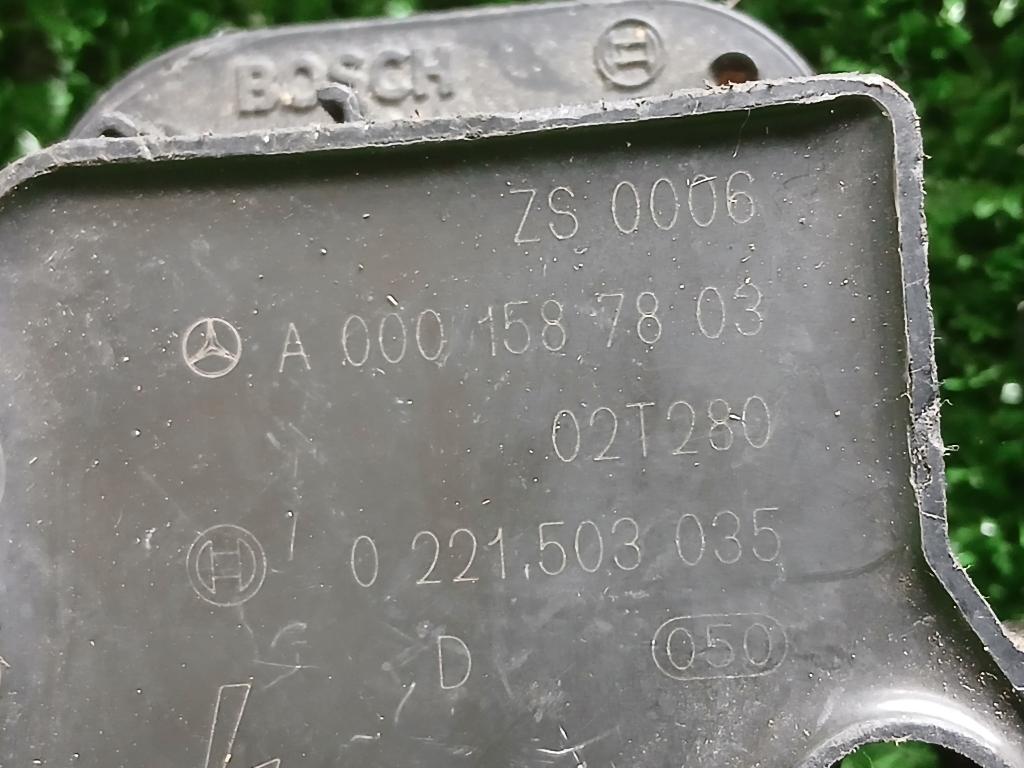 BOSCH
ZS 0006
A 000 158 78 03
02T280
0 221 503 035
D 050